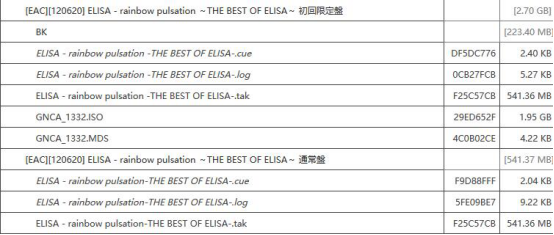 [EAC][120620] ELISA - rainbow pulsation ～THE BEST OF ELISA～ 初回限定盤 [2.70 GB]
BK [223.40 MB]
ELISA - rainbow pulsation -THE BEST OF ELISA-.cue DF5DC776 2.40 KB
ELISA - rainbow pulsation -THE BEST OF ELISA-.log 0CB27FCB 5.27 KB
ELISA - rainbow pulsation -THE BEST OF ELISA-.tak F25C57CB 541.36 MB
GNCA_1332.ISO 29ED652F 1.95 GB
GNCA_1332.MDS 4C0B02CE 4.22 KB
[EAC][120620] ELISA - rainbow pulsation ～THE BEST OF ELISA～ 通常盤 [541.37 MB]
ELISA - rainbow pulsation-THE BEST OF ELISA-.cue F9D88FFF 2.04 KB
ELISA - rainbow pulsation-THE BEST OF ELISA-.log 5FE09BE7 9.22 KB
ELISA - rainbow pulsation-THE BEST OF ELISA-.tak F25C57CB 541.36 MB